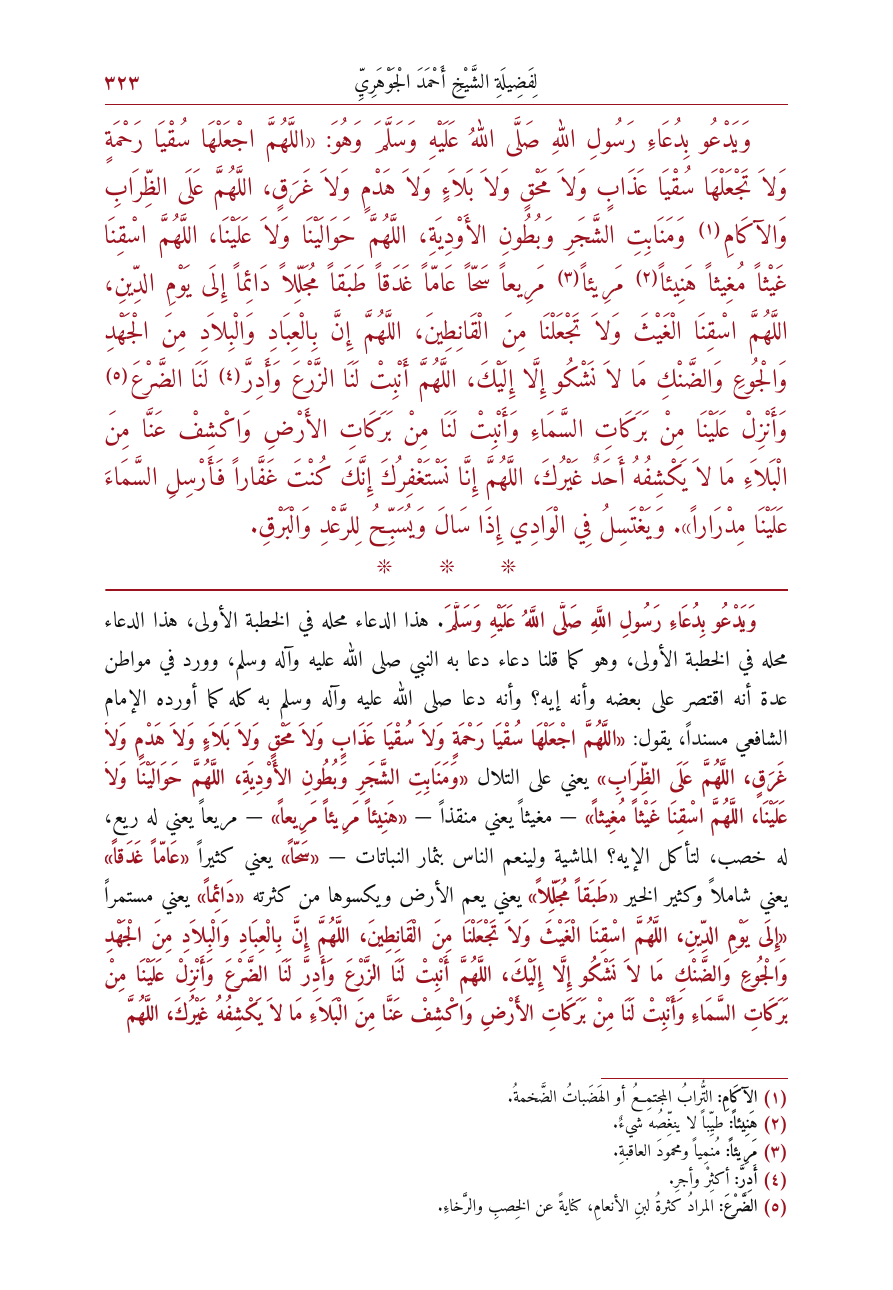 لِفَضِيلَةِ الشَّيْخِ أَحْمَدَ الْجَوْهَرِيِّ ٣٢٣
وَيَدْعُو بِدُعَاءِ رَسُولِ اللهِ صَلَّى اللهُ عَلَيْهِ وَسَلَّمَ وَهُوَ: «اللَّهُمَّ اجْعَلْهَا سُقْيَا رَحْمَةٍ
وَلاَ تَجْعَلْهَا سُقْيَا عَذَابٍ وَلاَ مَحْقٍ وَلاَ بَلاَءٍ وَلاَ هَدْمٍ وَلاَ غَرَقٍ، اللَّهُمَّ عَلَى الظِّرَابِ
وَالآكَامِ(١) وَمَنَابِتِ الشَّجَرِ وَبُطُونِ الأَوْدِيَةِ، اللَّهُمَّ حَوَالَيْنَا وَلاَ عَلَيْنَا، اللَّهُمَّ اسْقِنَا
غَيْثاً مُغِيثاً هَنِيئاً(٢) مَرِيئاً(٣) مَرِيعاً سَحّاً عَامّاً غَدَقاً طَبَقاً مُجَلِّلاً دَائِماً إِلَى يَوْمِ الدِّينِ،
اللَّهُمَّ اسْقِنَا الْغَيْثَ وَلاَ تَجْعَلْنَا مِنَ الْقَانِطِينَ، اللَّهُمَّ إِنَّ بِالْعِبَادِ وَالْبِلاَدِ مِنَ الْجَهْدِ
وَالْجُوعِ وَالضَّنْكِ مَا لاَ نَشْكُو إِلَّا إِلَيْكَ، اللَّهُمَّ أَنْبِتْ لَنَا الزَّرْعَ وَأَدِرَّ(٤) لَنَا الضَّرْعَ(٥)
وَأَنْزِلْ عَلَيْنَا مِنْ بَرَكَاتِ السَّمَاءِ وَأَنْبِتْ لَنَا مِنْ بَرَكَاتِ الأَرْضِ وَاكْشِفْ عَنَّا مِنَ
الْبَلاَءِ مَا لاَ يَكْشِفُهُ أَحَدٌ غَيْرُكَ، اللَّهُمَّ إِنَّا نَسْتَغْفِرُكَ إِنَّكَ كُنْتَ غَفَّاراً فَأَرْسِلِ السَّمَاءَ
عَلَيْنَا مِدْرَاراً». وَيَغْتَسِلُ فِي الْوَادِي إِذَا سَالَ وَيُسَبِّحُ لِلرَّعْدِ وَالْبَرْقِ.
❊ ❊ ❊
وَيَدْعُو بِدُعَاءِ رَسُولِ اللَّهِ صَلَّى اللَّهُ عَلَيْهِ وَسَلَّمَ. هذا الدعاء محله في الخطبة الأولى، هذا الدعاء
محله في الخطبة الأولى، وهو كما قلنا دعاء دعا به النبي صلى الله عليه وآله وسلم، وورد في مواطن
عدة أنه اقتصر على بعضه وأنه إيه؟ وأنه دعا صلى الله عليه وآله وسلم به كله كما أورده الإمام
الشافعي مسنداً، يقول: «اللَّهُمَّ اجْعَلْهَا سُقْيَا رَحْمَةٍ وَلاَ سُقْيَا عَذَابٍ وَلاَ مَحْقٍ وَلاَ بَلاَءٍ وَلاَ هَدْمٍ وَلاَ
غَرَقٍ، اللَّهُمَّ عَلَى الظِّرَابِ» يعني على التلال «وَمَنَابِتِ الشَّجَرِ وَبُطُونِ الأَوْدِيَةِ، اللَّهُمَّ حَوَالَيْنَا وَلاَ
عَلَيْنَا، اللَّهُمَّ اسْقِنَا غَيْثاً مُغِيثاً» – مغيثاً يعني منقذاً – «هَنِيئاً مَرِيئاً مَرِيعاً» – مريعاً يعني له ريع،
له خصب، لتأكل الإيه؟ الماشية ولينعم الناس بثمار النباتات – «سَحّاً» يعني كثيراً «عَامّاً غَدَقاً»
يعني شاملاً وكثير الخير «طَبَقاً مُجَلِّلاً» يعني يعم الأرض ويكسوها من كثرته «دَائِماً» يعني مستمراً
«إِلَى يَوْمِ الدِّينِ، اللَّهُمَّ اسْقِنَا الْغَيْثَ وَلاَ تَجْعَلْنَا مِنَ الْقَانِطِينَ، اللَّهُمَّ إِنَّ بِالْعِبَادِ وَالْبِلاَدِ مِنَ الْجَهْدِ
وَالْجُوعِ وَالضَّنْكِ مَا لاَ نَشْكُو إِلَّا إِلَيْكَ، اللَّهُمَّ أَنْبِتْ لَنَا الزَّرْعَ وَأَدِرَّ لَنَا الضَّرْعَ وَأَنْزِلْ عَلَيْنَا مِنْ
بَرَكَاتِ السَّمَاءِ وَأَنْبِتْ لَنَا مِنْ بَرَكَاتِ الأَرْضِ وَاكْشِفْ عَنَّا مِنَ الْبَلاَءِ مَا لاَ يَكْشِفُهُ غَيْرُكَ، اللَّهُمَّ
(١) الآكَامِ: التُّرابُ المجتمِعُ أو الهَضَباتُ الضَّخمةُ.
(٢) هَنِيئاً: طيِّباً لا ينغِّصُه شيءٌ.
(٣) مَرِيئاً: مُنمِياً ومحمودَ العاقبةِ.
(٤) أَدِرَّ: أكثِرْ وأجرِ.
(٥) الضَّرْعَ: المرادُ كثرةُ لبنِ الأنعامِ، كنايةً عن الخِصبِ والرَّخاءِ.